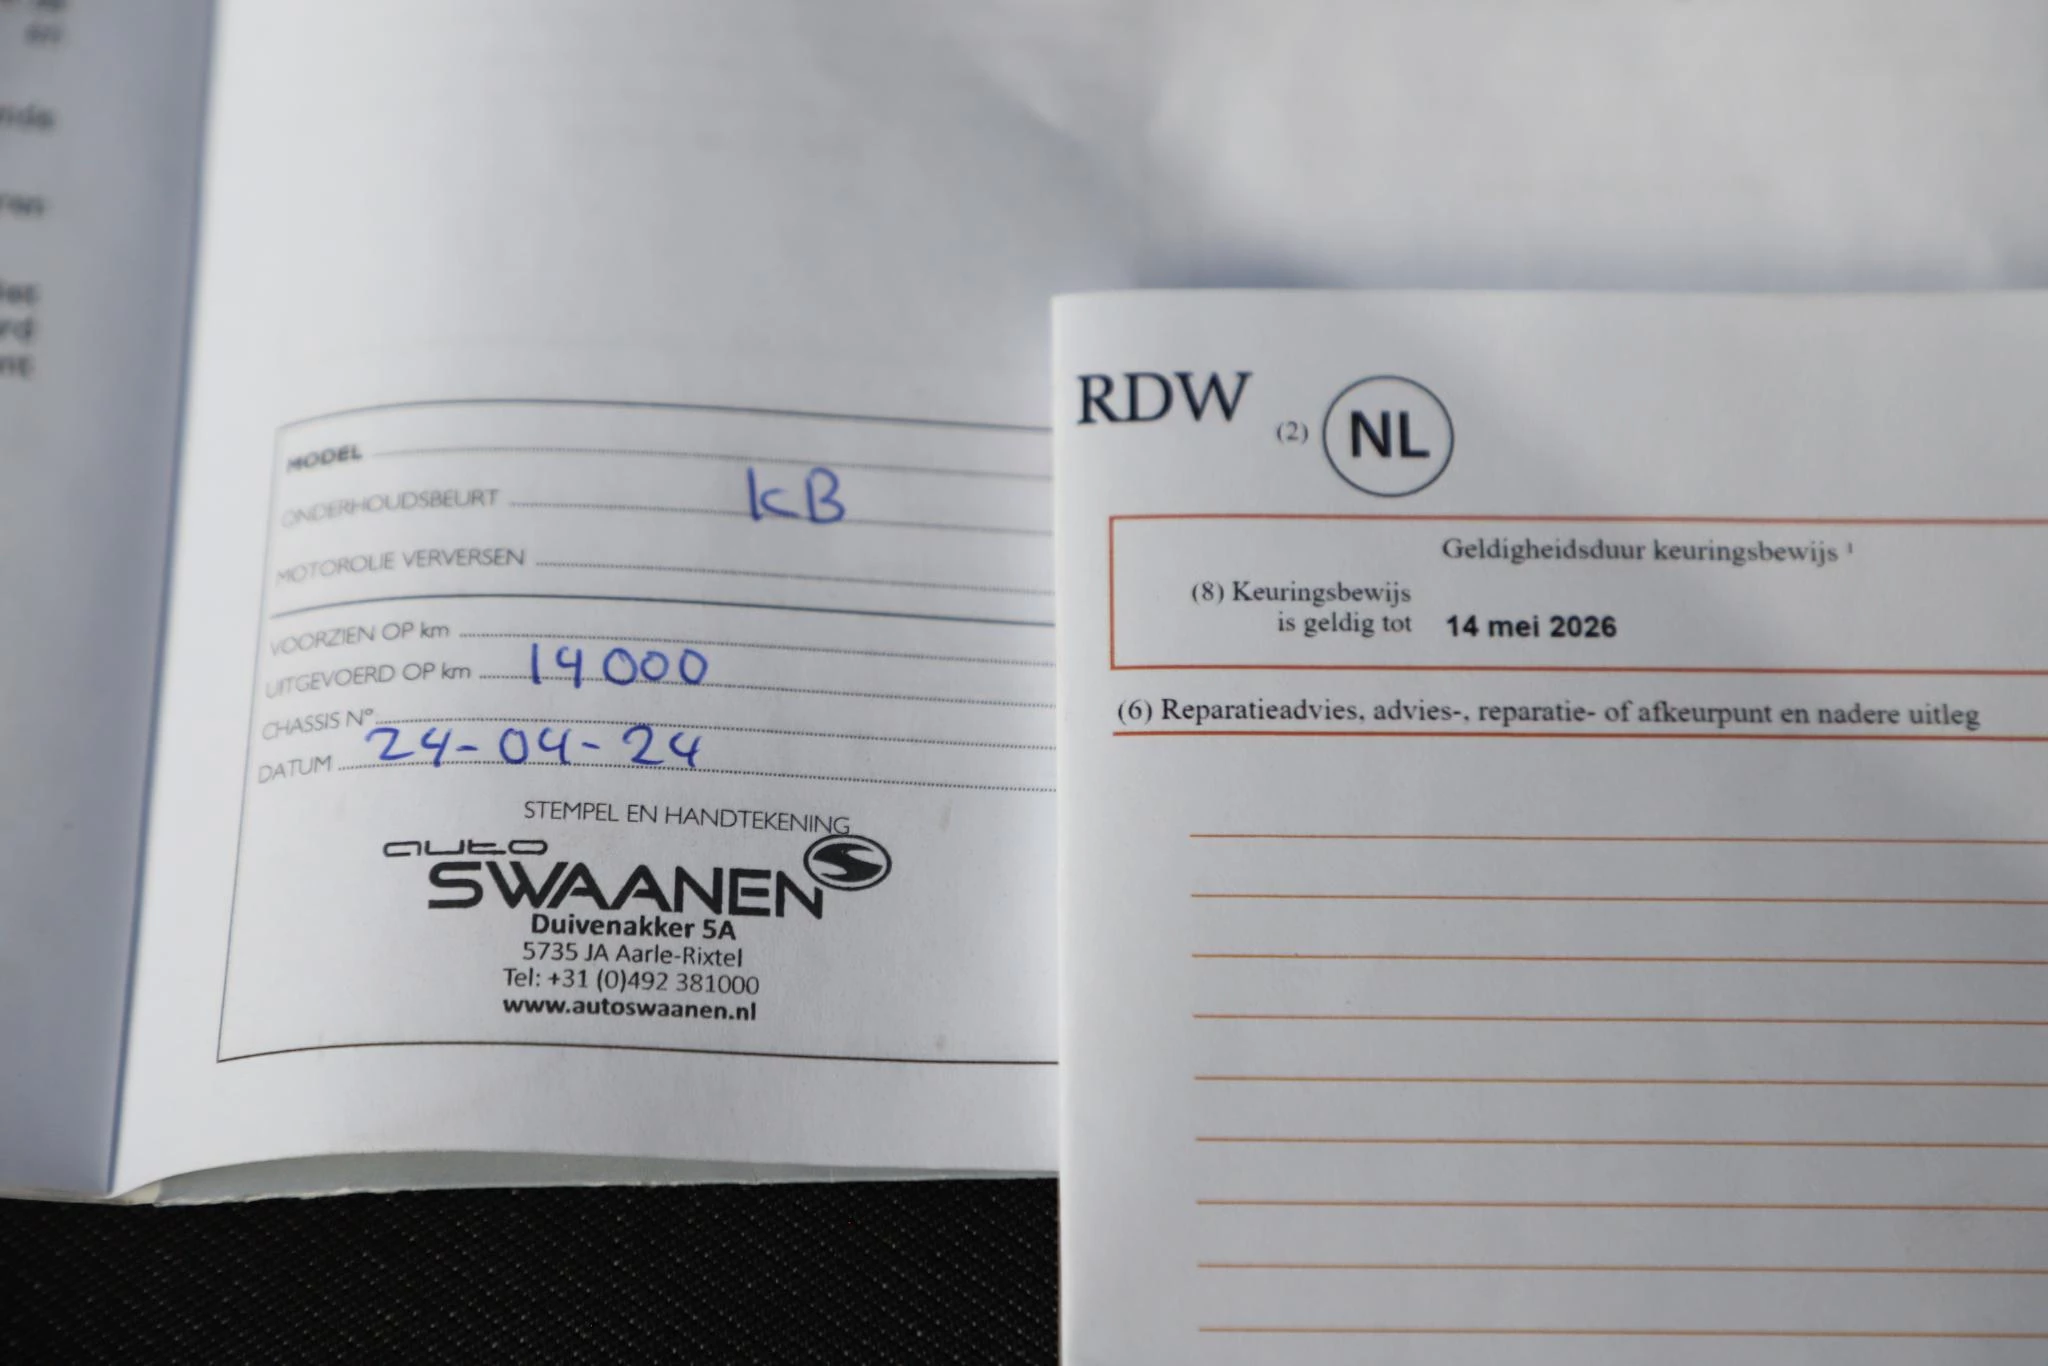 en
MODEL
ONDERHOUDSBEURT KB
MOTOROLIE VERVERSEN
VOORZIEN OP km
UITGEVOERD OP km 14000
CHASSIS N°
DATUM 24-04-24
STEMPEL EN HANDTEKENING
auto
SWAANEN
Duivenakker 5A
5735 JA Aarle-Rixtel
Tel: +31 (0)492 381000
www.autoswaanen.nl
RDW (2) NL
Geldigheidsduur keuringsbewijs ¹
(8) Keuringsbewijs
is geldig tot 14 mei 2026
(6) Reparatieadvies, advies-, reparatie- of afkeurpunt en nadere uitleg